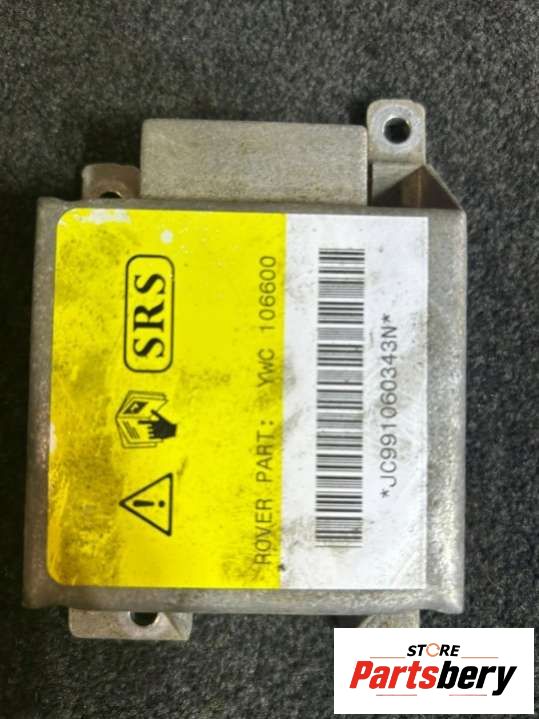 SRS
ROVER PART: YWC 106600
*JC991060343N*
STORE
Partsbery